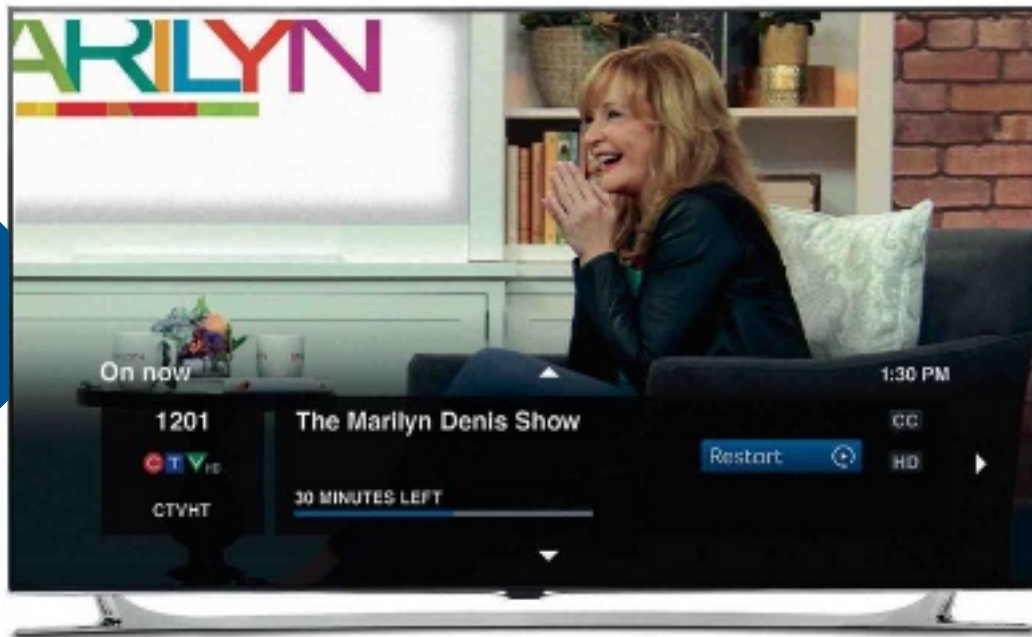 ARILYN
On now
1:30 PM
1201
The Marilyn Denis Show
CC
CTV HD
Restart
HD
CTVHT
30 MINUTES LEFT